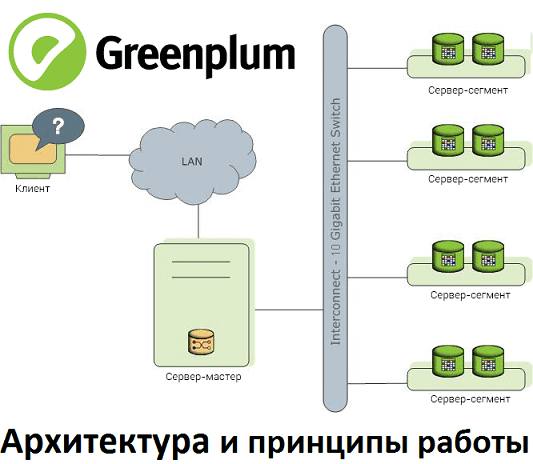 Greenplum
?
Клиент
LAN
Сервер-мастер
Interconnect - 10 Gigabit Ethernet Switch
Сервер-сегмент
Сервер-сегмент
Сервер-сегмент
Сервер-сегмент
Архитектура и принципы работы